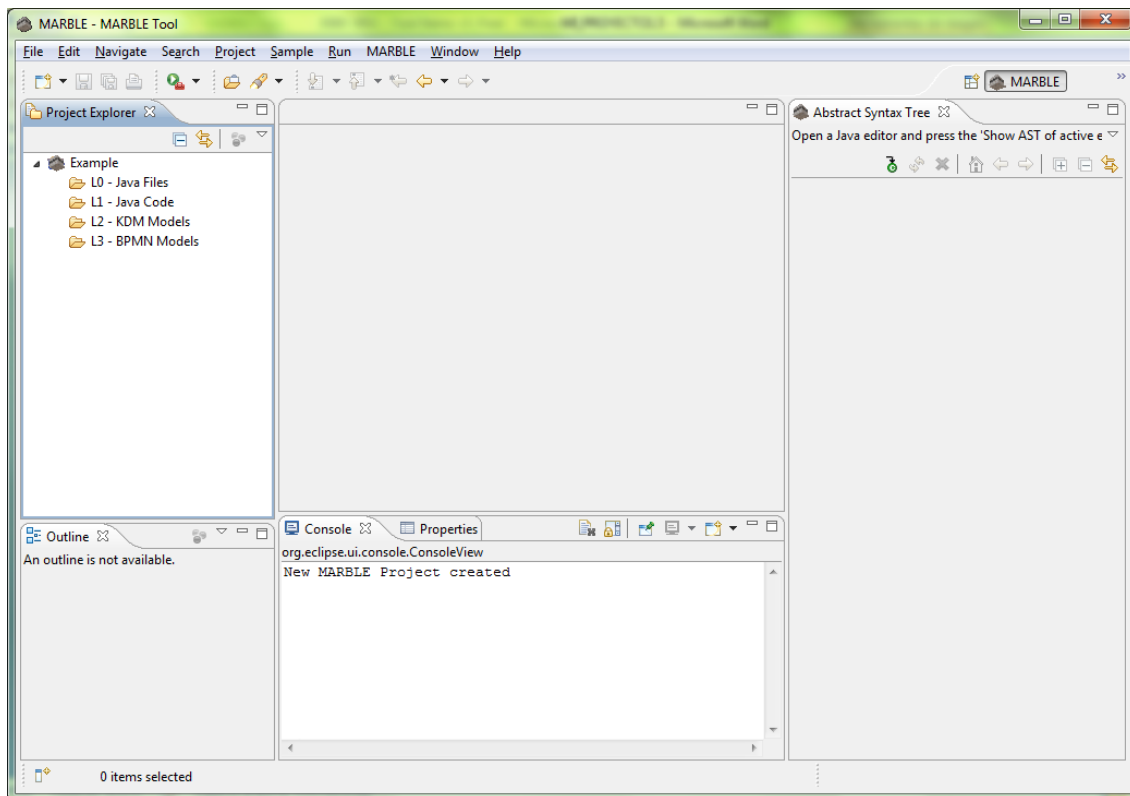 MARBLE - MARBLE Tool
File Edit Navigate Search Project Sample Run MARBLE Window Help
MARBLE
»
Project Explorer
Example
L0 - Java Files
L1 - Java Code
L2 - KDM Models
L3 - BPMN Models
Abstract Syntax Tree
Open a Java editor and press the 'Show AST of active e
Outline
An outline is not available.
Console Properties
org.eclipse.ui.console.ConsoleView
New MARBLE Project created
0 items selected